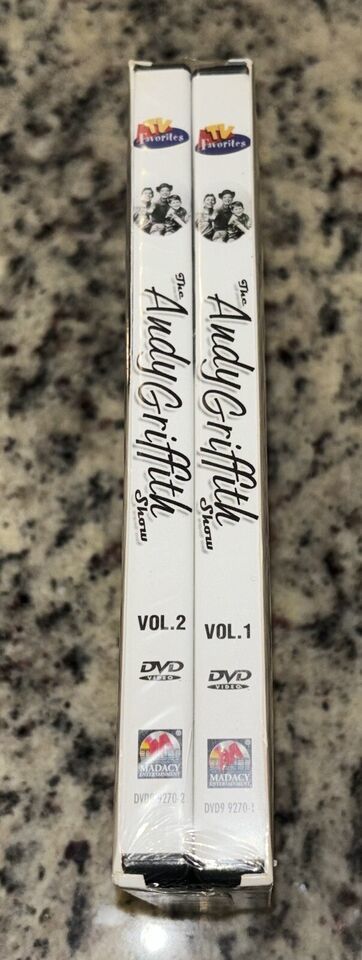 TV
Favorites
The
Andy Griffith
Show
VOL.2
DVD
VIDEO
MADACY
ENTERTAINMENT
DVD9 9270-2
TV
Favorites
The
Andy Griffith
Show
VOL.1
DVD
VIDEO
MADACY
ENTERTAINMENT
DVD9 9270-1